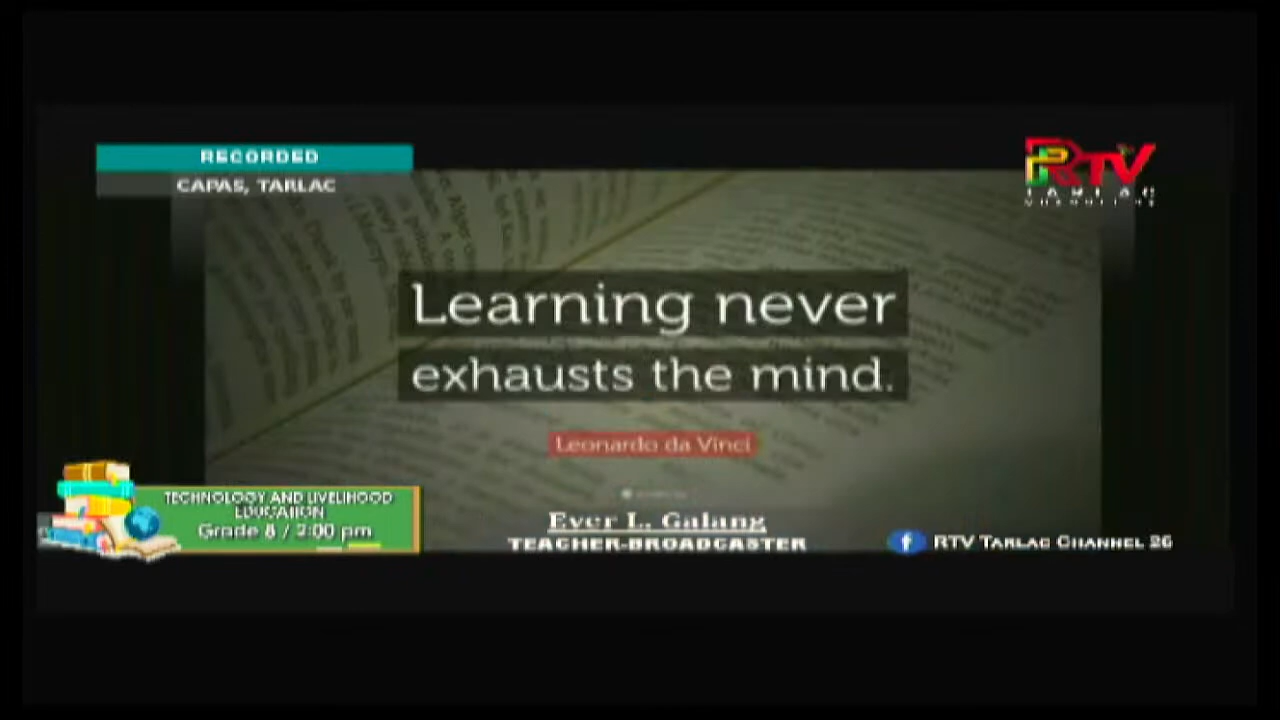 RECORDED
CAPAS, TARLAC
RTV
TARLAC
Learning never
exhausts the mind.
Leonardo da Vinci
TECHNOLOGY AND LIVELIHOOD
EDUCATION
Grade 8 / 2:00 pm
Ever L. Galang
TEACHER-BROADCASTER
RTV TARLAC CHANNEL 26